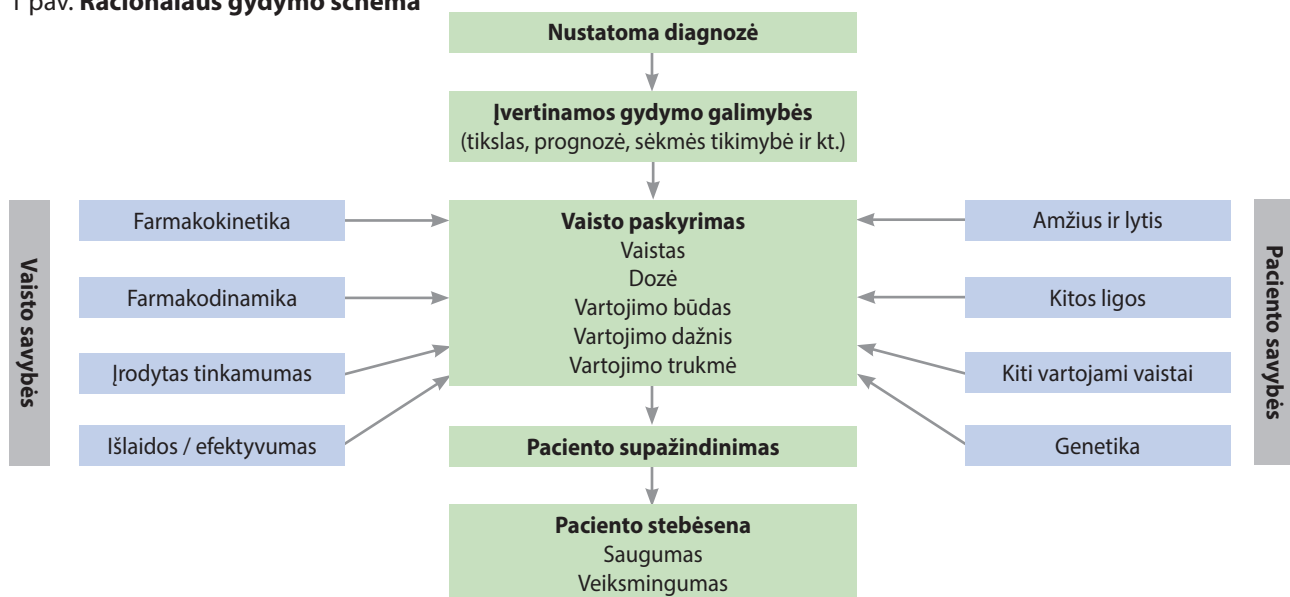 1 pav. Racionalaus gydymo schema
Nustatoma diagnozė
Įvertinamos gydymo galimybės
(tikslas, prognozė, sėkmės tikimybė ir kt.)
Vaisto savybės
Farmakokinetika
Farmakodinamika
Įrodytas tinkamumas
Išlaidos / efektyvumas
Vaisto paskyrimas
Vaistas
Dozė
Vartojimo būdas
Vartojimo dažnis
Vartojimo trukmė
Amžius ir lytis
Kitos ligos
Kiti vartojami vaistai
Genetika
Paciento savybės
Paciento supažindinimas
Paciento stebėsena
Saugumas
Veiksmingumas